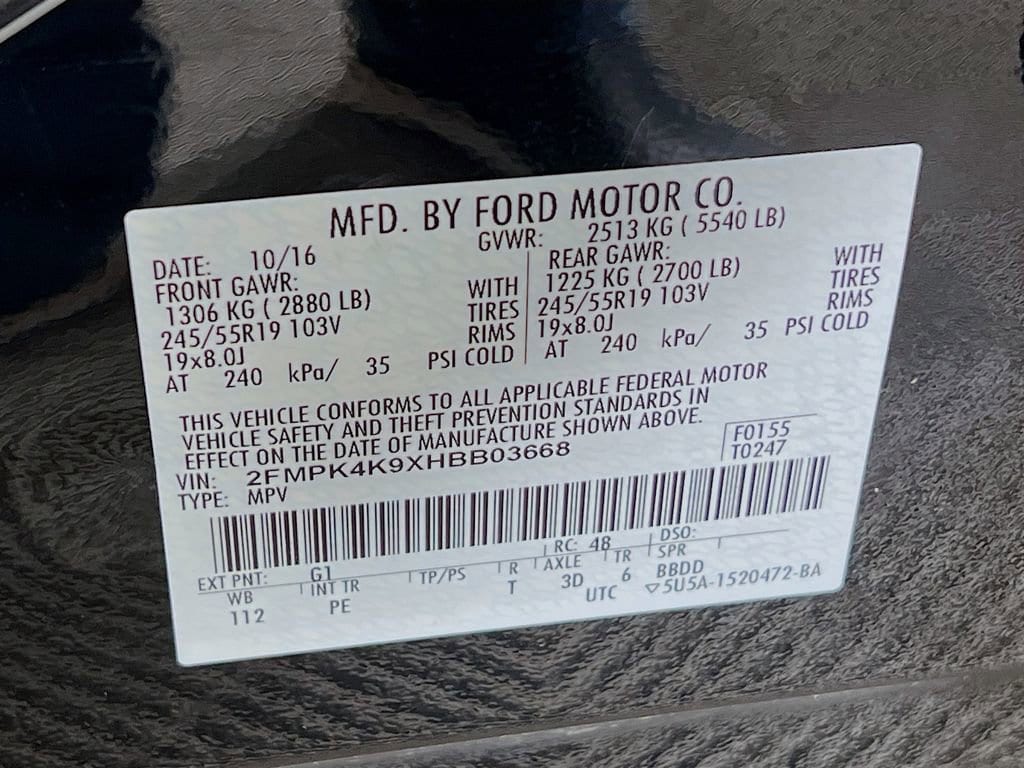 MFD. BY FORD MOTOR CO.
DATE: 10/16 GVWR: 2513 KG ( 5540 LB)
FRONT GAWR: REAR GAWR:
1306 KG ( 2880 LB) WITH 1225 KG ( 2700 LB) WITH
245/55R19 103V TIRES 245/55R19 103V TIRES
19x8.0J RIMS 19x8.0J RIMS
AT 240 kPa/ 35 PSI COLD AT 240 kPa/ 35 PSI COLD
THIS VEHICLE CONFORMS TO ALL APPLICABLE FEDERAL MOTOR
VEHICLE SAFETY AND THEFT PREVENTION STANDARDS IN
EFFECT ON THE DATE OF MANUFACTURE SHOWN ABOVE.
VIN: 2FMPK4K9XHBB03668 F0155
TYPE: MPV T0247
EXT PNT: G1 RC: 48 DSO:
WB INT TR TP/PS R AXLE TR SPR
112 PE T 3D 6 BBDD
UTC ▽5U5A-1520472-BA